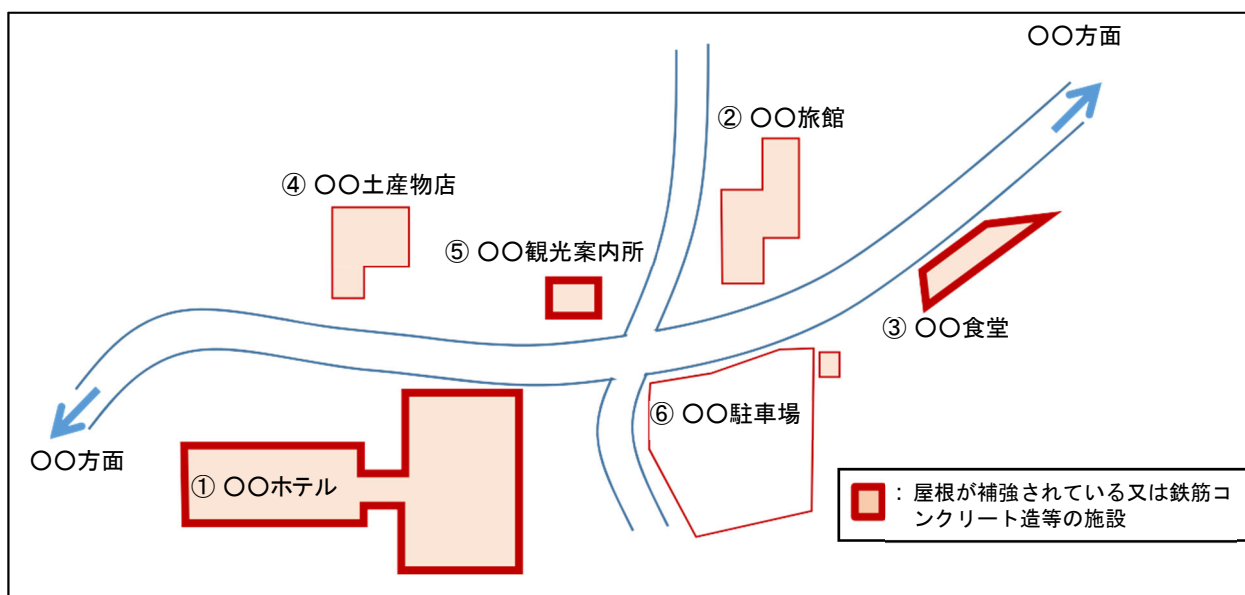 〇〇方面
② 〇〇旅館
④ 〇〇土産物店
⑤ 〇〇観光案内所
③ 〇〇食堂
⑥ 〇〇駐車場
〇〇方面
① 〇〇ホテル
：屋根が補強されている又は鉄筋コ
ンクリート造等の施設